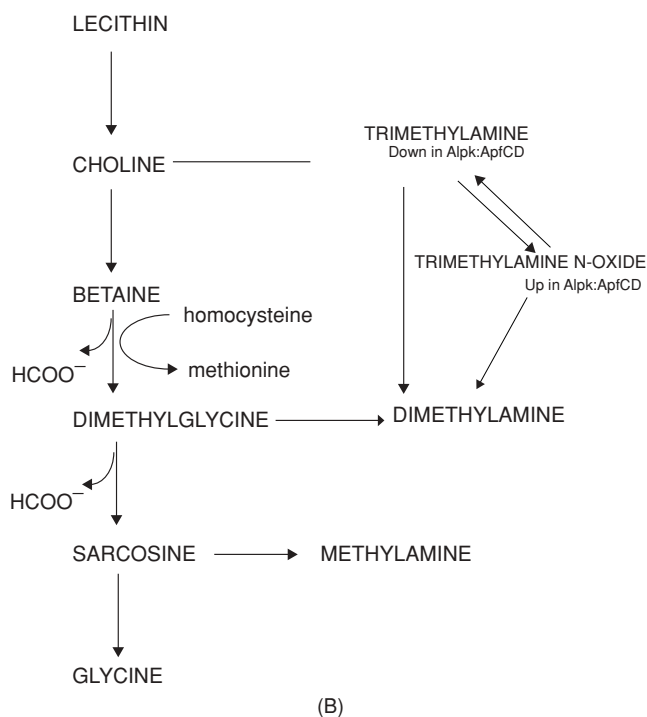 LECITHIN
TRIMETHYLAMINE
Down in Alpk:ApfCD
CHOLINE
TRIMETHYLAMINE N-OXIDE
Up in Alpk:ApfCD
BETAINE
homocysteine
HCOO⁻
methionine
DIMETHYLGLYCINE
DIMETHYLAMINE
HCOO⁻
SARCOSINE
METHYLAMINE
GLYCINE
(B)